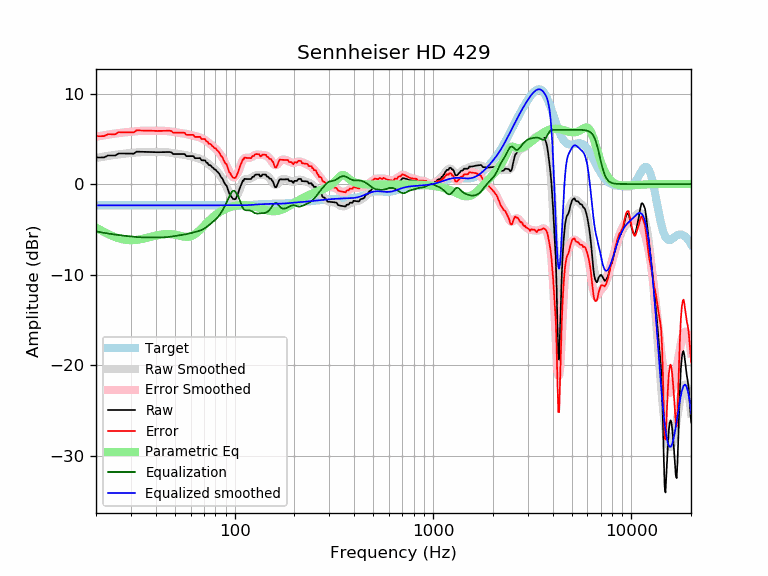 Sennheiser HD 429
Amplitude (dBr)
10
0
−10
−20
−30
Target
Raw Smoothed
Error Smoothed
Raw
Error
Parametric Eq
Equalization
Equalized smoothed
100
1000
10000
Frequency (Hz)